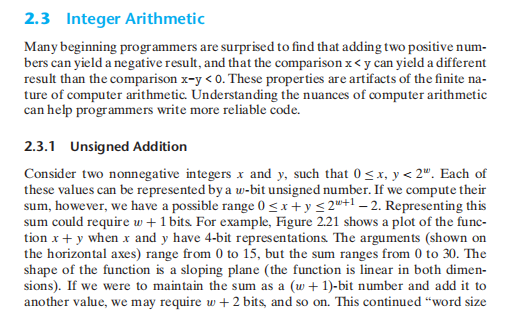 2.3 Integer Arithmetic
Many beginning programmers are surprised to find that adding two positive num-
bers can yield a negative result, and that the comparison x < y can yield a different
result than the comparison x-y < 0. These properties are artifacts of the finite na-
ture of computer arithmetic. Understanding the nuances of computer arithmetic
can help programmers write more reliable code.
2.3.1 Unsigned Addition
Consider two nonnegative integers x and y, such that 0 ≤ x, y < 2ʷ. Each of
these values can be represented by a w-bit unsigned number. If we compute their
sum, however, we have a possible range 0 ≤ x + y ≤ 2ʷ⁺¹ − 2. Representing this
sum could require w + 1 bits. For example, Figure 2.21 shows a plot of the func-
tion x + y when x and y have 4-bit representations. The arguments (shown on
the horizontal axes) range from 0 to 15, but the sum ranges from 0 to 30. The
shape of the function is a sloping plane (the function is linear in both dimen-
sions). If we were to maintain the sum as a (w + 1)-bit number and add it to
another value, we may require w + 2 bits, and so on. This continued “word size